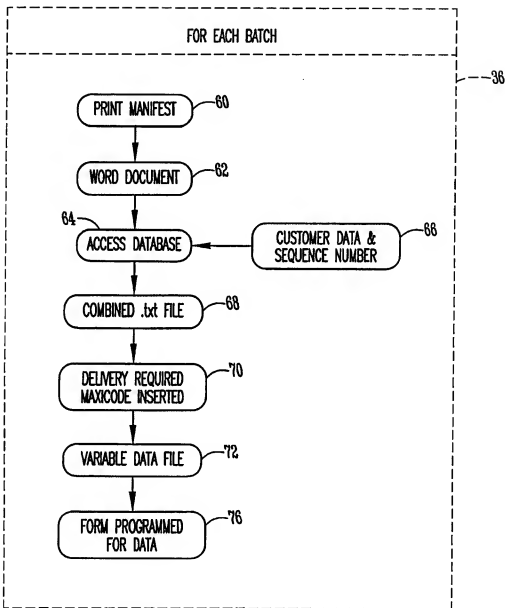 FOR EACH BATCH
36
PRINT MANIFEST
60
WORD DOCUMENT
62
64
ACCESS DATABASE
CUSTOMER DATA &
SEQUENCE NUMBER
66
COMBINED .txt FILE
68
DELIVERY REQUIRED
MAXICODE INSERTED
70
VARIABLE DATA FILE
72
FORM PROGRAMMED
FOR DATA
76